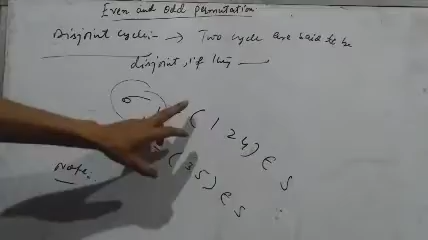 Even and odd permutation
Disjoint cycle → Two cycle are said to be
disjoint, if they —
σ
( 1 2 4) ∈ S
( 3 5) ∈ S
Note: